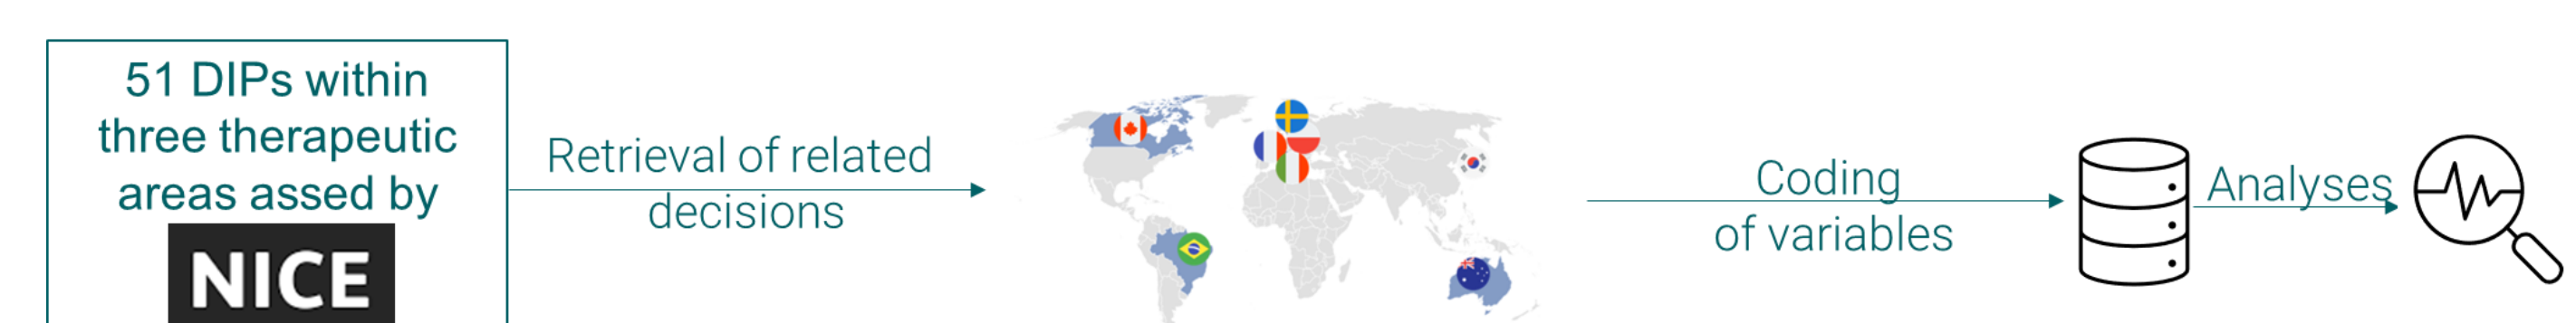 51 DIPs within
three therapeutic
areas assed by
NICE
Retrieval of related
decisions
Coding
of variables
Analyses